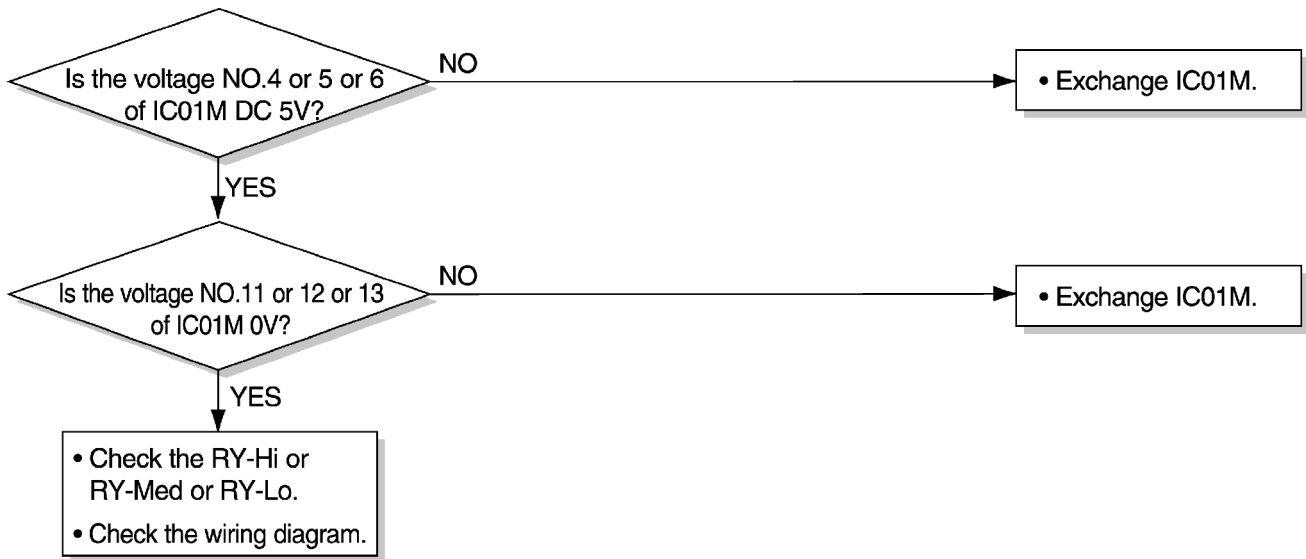 Is the voltage NO.4 or 5 or 6
of IC01M DC 5V?
NO
• Exchange IC01M.
YES
Is the voltage NO.11 or 12 or 13
of IC01M 0V?
NO
• Exchange IC01M.
YES
• Check the RY-Hi or
RY-Med or RY-Lo.
• Check the wiring diagram.